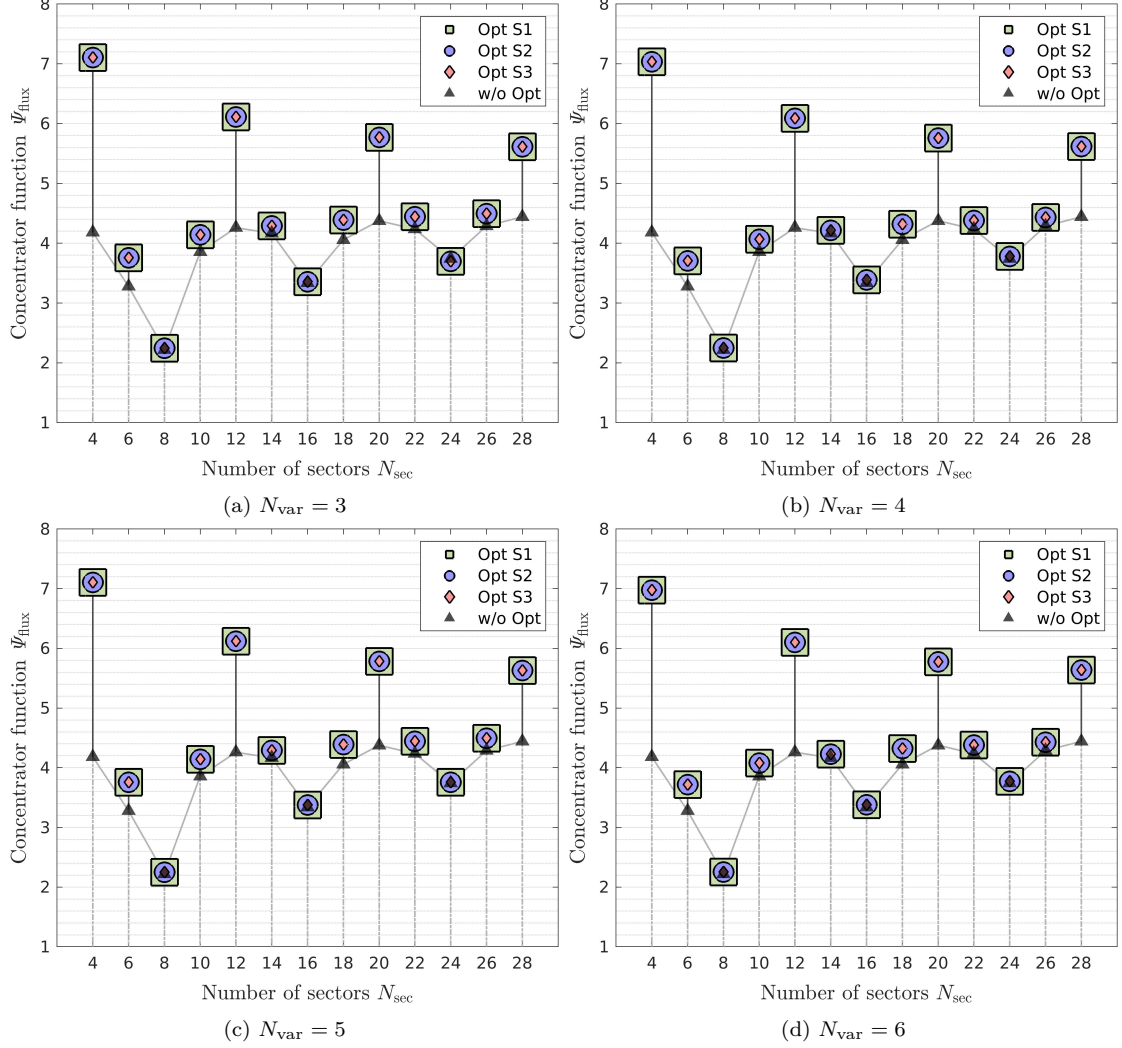 8
7
6
5
4
3
2
1
Concentrator function Ψflux
Opt S1
Opt S2
Opt S3
w/o Opt
4 6 8 10 12 14 16 18 20 22 24 26 28
Number of sectors Nsec
(a) Nvar = 3
8
7
6
5
4
3
2
1
Concentrator function Ψflux
Opt S1
Opt S2
Opt S3
w/o Opt
4 6 8 10 12 14 16 18 20 22 24 26 28
Number of sectors Nsec
(b) Nvar = 4
8
7
6
5
4
3
2
1
Concentrator function Ψflux
Opt S1
Opt S2
Opt S3
w/o Opt
4 6 8 10 12 14 16 18 20 22 24 26 28
Number of sectors Nsec
(c) Nvar = 5
8
7
6
5
4
3
2
1
Concentrator function Ψflux
Opt S1
Opt S2
Opt S3
w/o Opt
4 6 8 10 12 14 16 18 20 22 24 26 28
Number of sectors Nsec
(d) Nvar = 6